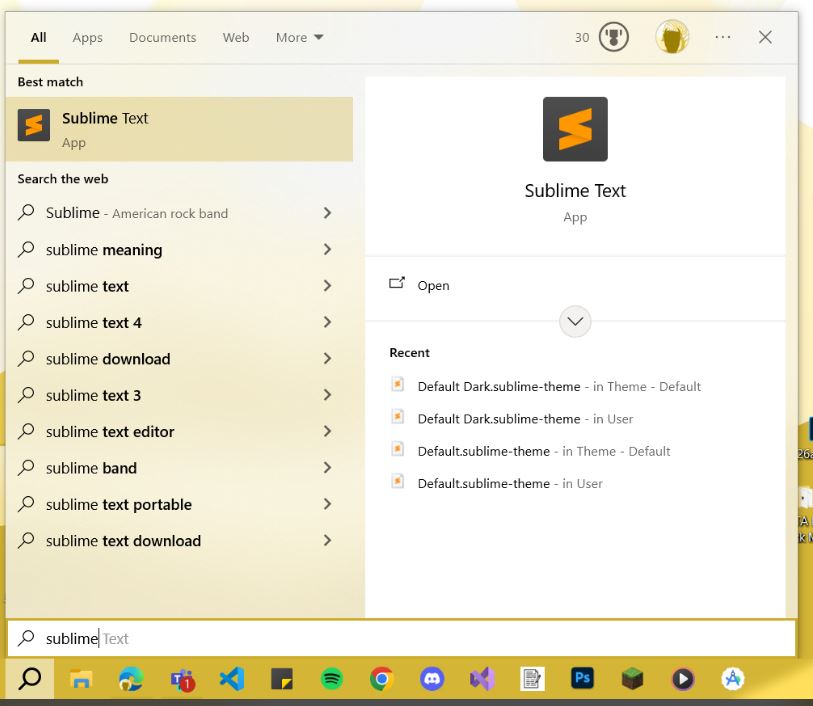 All Apps Documents Web More 30
Best match
Sublime Text
App
Search the web
Sublime - American rock band
sublime meaning
sublime text
sublime text 4
sublime download
sublime text 3
sublime text editor
sublime band
sublime text portable
sublime text download
Sublime Text
App
Open
Recent
Default Dark.sublime-theme - in Theme - Default
Default Dark.sublime-theme - in User
Default.sublime-theme - in Theme - Default
Default.sublime-theme - in User
sublime Text
1
Ps